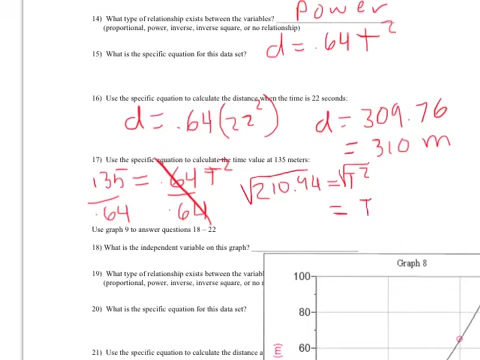 14) What type of relationship exists between the variables? Power
(proportional, power, inverse, inverse square, or no relationship)
d = .64T²
15) What is the specific equation for this data set?
16) Use the specific equation to calculate the distance when the time is 22 seconds:
d = .64(22²) d = 309.76
= 310 m
17) Use the specific equation to calculate the time value at 135 meters:
135 = .64T² √210.94 = √T²
.64 .64 = T
Use graph 9 to answer questions 18 – 22
18) What is the independent variable on this graph?
Graph 8
19) What type of relationship exists between the variabl
(proportional, power, inverse, inverse square, or no r
100
20) What is the specific equation for this data set?
80
60
(m)
21) Use the specific equation to calculate the distance a